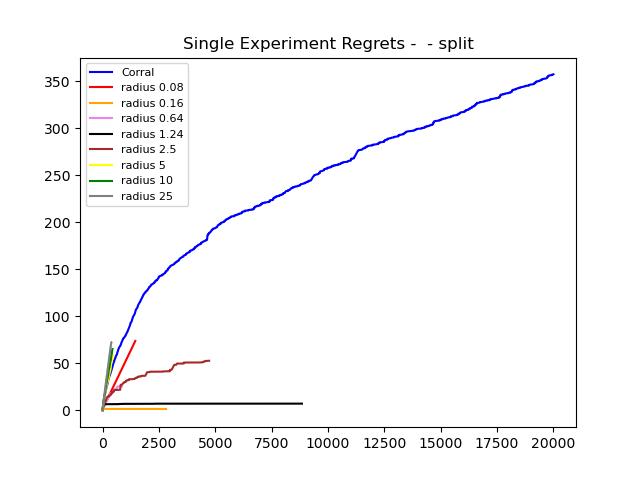 Single Experiment Regrets -  - split
Corral
radius 0.08
radius 0.16
radius 0.64
radius 1.24
radius 2.5
radius 5
radius 10
radius 25
350
300
250
200
150
100
50
0
0 2500 5000 7500 10000 12500 15000 17500 20000